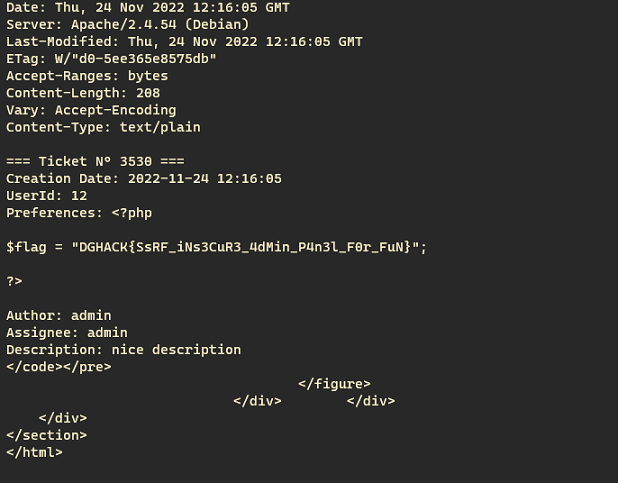 Date: Thu, 24 Nov 2022 12:16:05 GMT
Server: Apache/2.4.54 (Debian)
Last-Modified: Thu, 24 Nov 2022 12:16:05 GMT
ETag: W/"d0-5ee365e8575db"
Accept-Ranges: bytes
Content-Length: 208
Vary: Accept-Encoding
Content-Type: text/plain
=== Ticket N° 3530 ===
Creation Date: 2022-11-24 12:16:05
UserId: 12
Preferences: <?php
$flag = "DGHACK{SsRF_iNs3CuR3_4dMin_P4n3l_F0r_FuN}";
?>
Author: admin
Assignee: admin
Description: nice description
</code></pre>
</figure>
</div> </div>
</div>
</section>
</html>